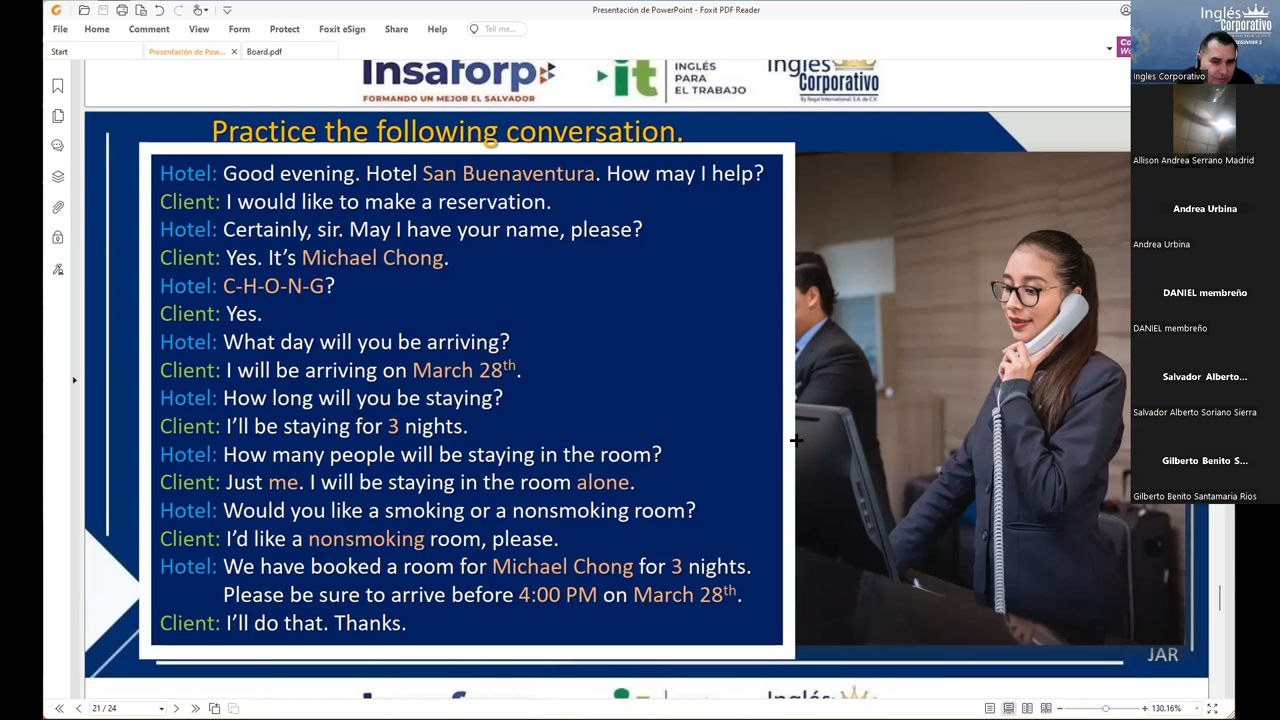 Presentación de PowerPoint - Foxit PDF Reader
File Home Comment View Form Protect Foxit eSign Share Help Tell me...
Start Presentación de Pow... Board.pdf
Insaforp
FORMANDO UN MEJOR EL SALVADOR
it INGLÉS PARA EL TRABAJO
Inglés Corporativo
By Regal International, S.A. de C.V.
Practice the following conversation.
Hotel: Good evening. Hotel San Buenaventura. How may I help?
Client: I would like to make a reservation.
Hotel: Certainly, sir. May I have your name, please?
Client: Yes. It's Michael Chong.
Hotel: C-H-O-N-G?
Client: Yes.
Hotel: What day will you be arriving?
Client: I will be arriving on March 28th.
Hotel: How long will you be staying?
Client: I'll be staying for 3 nights.
Hotel: How many people will be staying in the room?
Client: Just me. I will be staying in the room alone.
Hotel: Would you like a smoking or a nonsmoking room?
Client: I'd like a nonsmoking room, please.
Hotel: We have booked a room for Michael Chong for 3 nights.
Please be sure to arrive before 4:00 PM on March 28th.
Client: I'll do that. Thanks.
JAR
21 / 24
130.16%
Inglés
Corporativo
Ingles Corporativo
Allison Andrea Serrano Madrid
Andrea Urbina
Andrea Urbina
DANIEL membreño
DANIEL membreño
Salvador Alberto...
Salvador Alberto Soriano Sierra
Gilberto Benito S...
Gilberto Benito Santamaria Rios